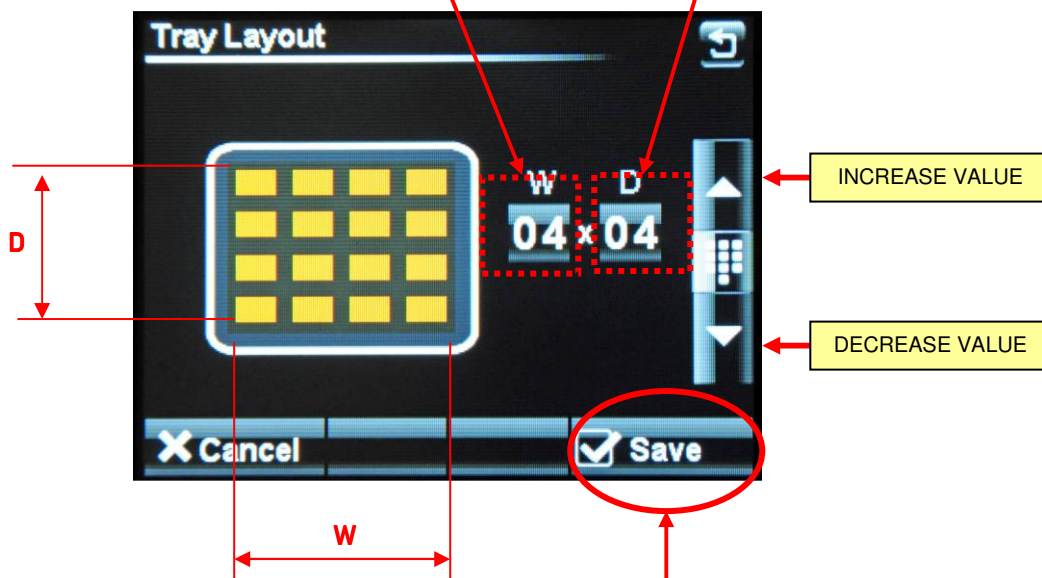 Tray Layout
INCREASE VALUE
W D
04 x 04
D
DECREASE VALUE
Cancel
Save
W